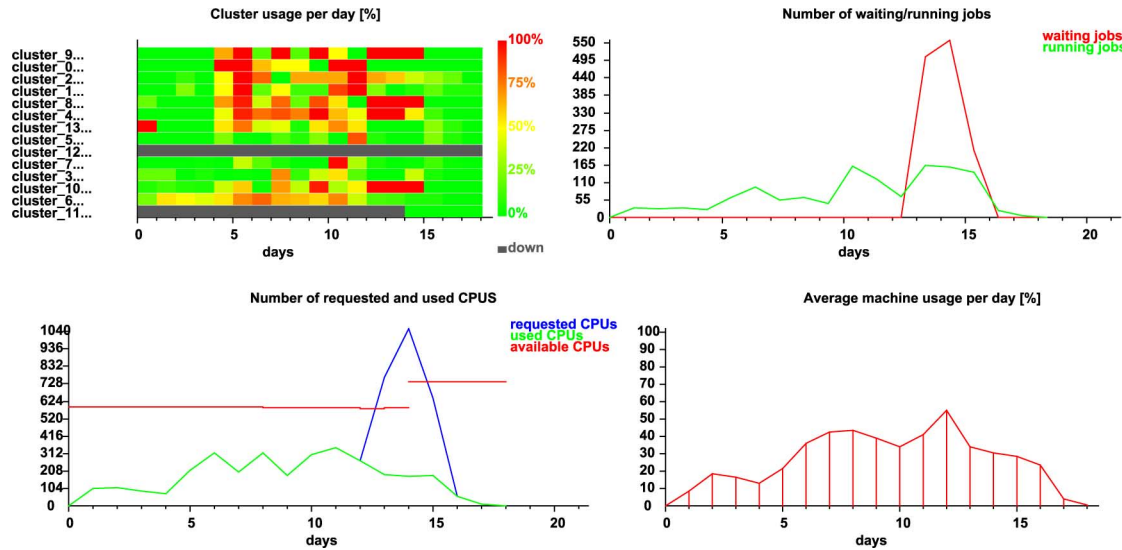 Cluster usage per day [%]
cluster_9...
cluster_0...
cluster_2...
cluster_1...
cluster_8...
cluster_4...
cluster_13...
cluster_5...
cluster_12...
cluster_7...
cluster_3...
cluster_10...
cluster_6...
cluster_11...
100%
75%
50%
25%
0%
down
0 5 10 15
days
Number of waiting/running jobs
waiting jobs
running jobs
550
495
440
385
330
275
220
165
110
55
0
0 5 10 15 20
days
Number of requested and used CPUS
requested CPUs
used CPUs
available CPUs
1040
936
832
728
624
520
416
312
208
104
0
0 5 10 15 20
days
Average machine usage per day [%]
100
90
80
70
60
50
40
30
20
10
0
0 5 10 15
days